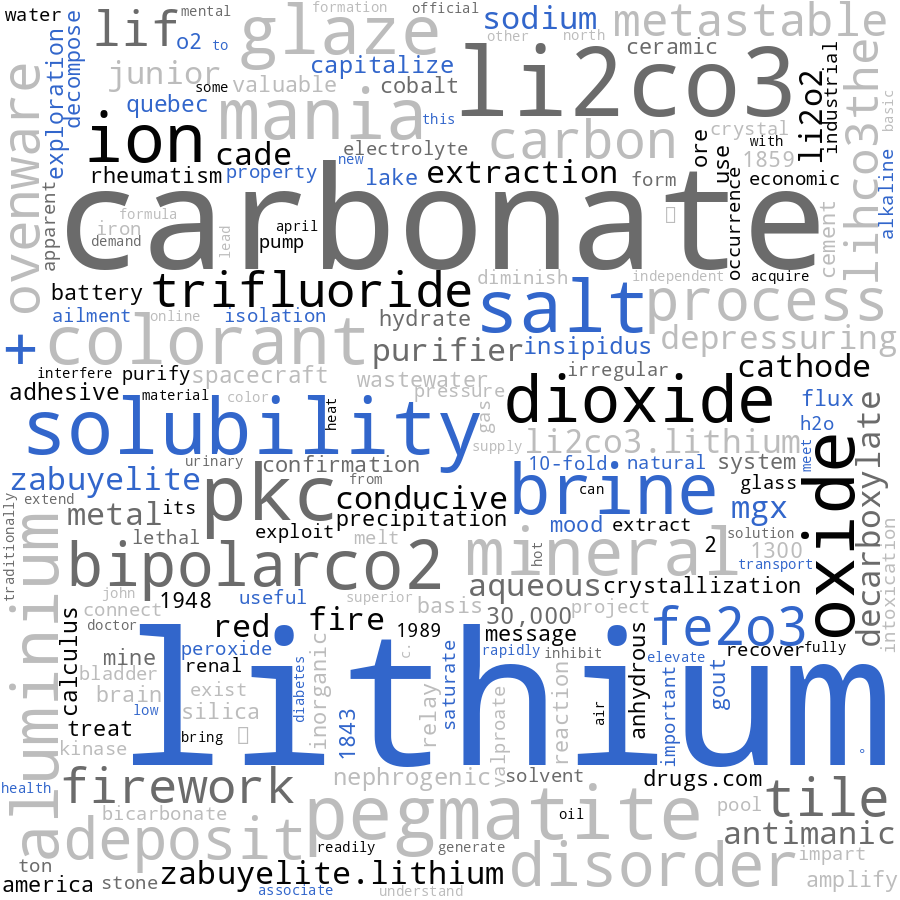 water
lif
mental
official
sodium
metastable
o2
to
glaze
other
north
formation
ceramic
exploration
decompose
junior
some
valuable
capitalize
cobalt
li2co3
li2o2
industrial
lihco3the
basic
ovenware
quebec
mania
this
carbon
crystal
ion
cade
electrolyte
new
ore
use
with
1859
rheumatism
property
lake
extraction
form
economic
alkaline
apparent
carbonate
occurrence
cement
formula
iron
demand
lead
april
pump
battery
trifluoride
diminish
independent
acquire
ailment
online
isolation
hydrate
salt
process
+
colorant
purifier
insipidus
depressuring
interfere
purify
spacecraft
wastewater
pressure
irregular
cathode
adhesive
material
color
heat
gas
dioxide
flux
h2o
solubility
supply
li2co3.lithium
meet
oxide
decarboxylate
urinary
confirmation
from
10-fold
natural
system
zabuyelite
pkc
conducive
brine
can
glass
mgx
traditionally
extend
metal
its
exploit
precipitation
mood
extract
solution
lethal
melt
mineral
hot
2
1300
transport
intoxication
aluminium
bipolarco2
aqueous
crystallization
john
connect
1948
useful
superior
basis
30,000
project
doctor
calculus
red
fire
1989
message
fe2o3
recover
fully
mine
peroxide
renal
c.
rapidly
inhibit
elevate
bladder
brain
exist
diabetes
inorganic
lithium
relay
saturate
valproate
reaction
air
anhydrous
important
gout
low
silica
treat
bring
1843
kinase
health
firework
nephrogenic
solvent
drugs.com
bicarbonate
pegmatite
oil
pool
tile
deposit
antimanic
readily
generate
disorder
impart
ton
america
stone
zabuyelite.lithium
associate
understand
amplify